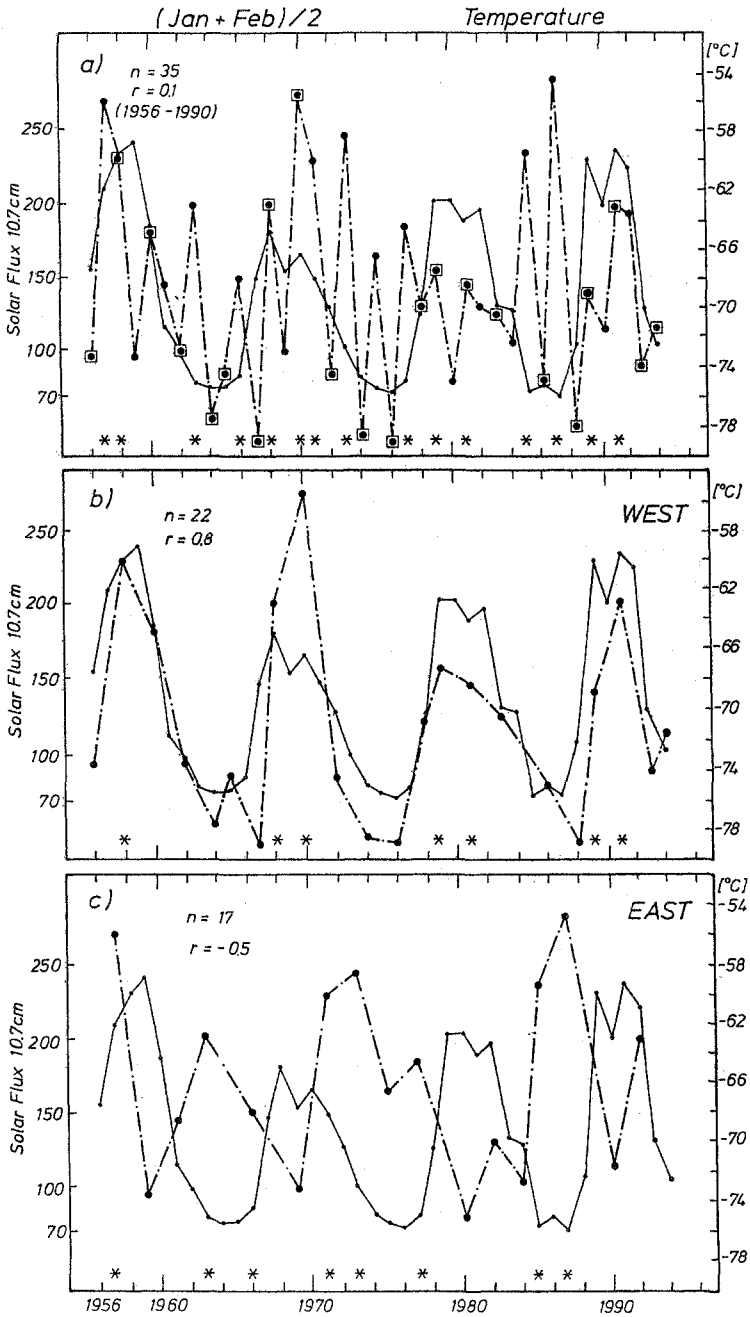 (Jan + Feb)/2 Temperature
[°C]
a)
n = 35
r = 0.1
(1956-1990)
Solar Flux 10.7cm
250
200
150
100
70
-54
-58
-62
-66
-70
-74
-78
* * * * * * * * * * * * * * *
b)
n = 22
r = 0.8
WEST
[°C]
Solar Flux 10.7cm
250
200
150
100
70
-58
-62
-66
-70
-74
-78
* * * * * * *
c)
n = 17
r = -0.5
EAST
[°C]
Solar Flux 10.7cm
250
200
150
100
70
-54
-58
-62
-66
-70
-74
-78
* * * * * * * *
1956 1960 1970 1980 1990